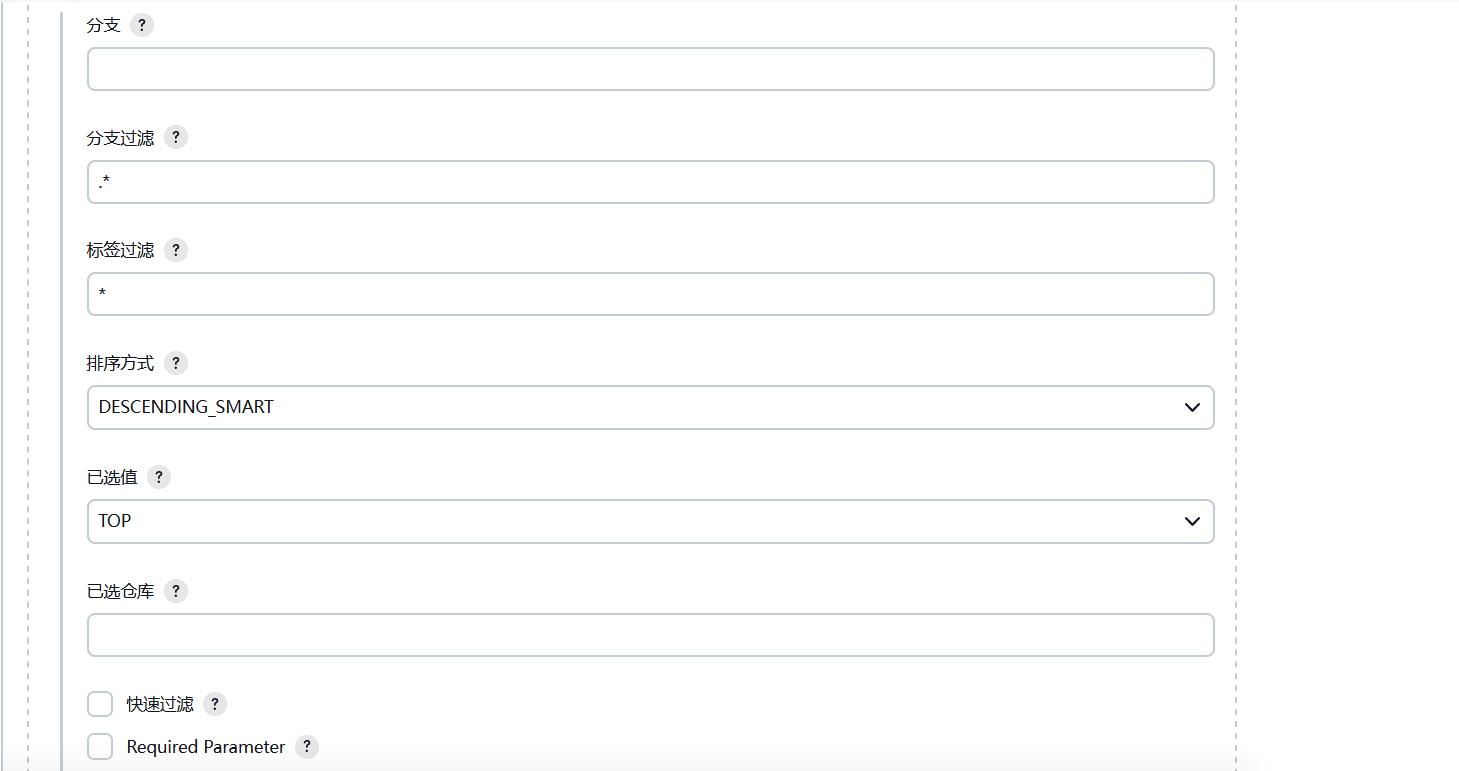 分支 ?
分支过滤 ?
.*
标签过滤 ?
*
排序方式 ?
DESCENDING_SMART
已选值 ?
TOP
已选仓库 ?
快速过滤 ?
Required Parameter ?